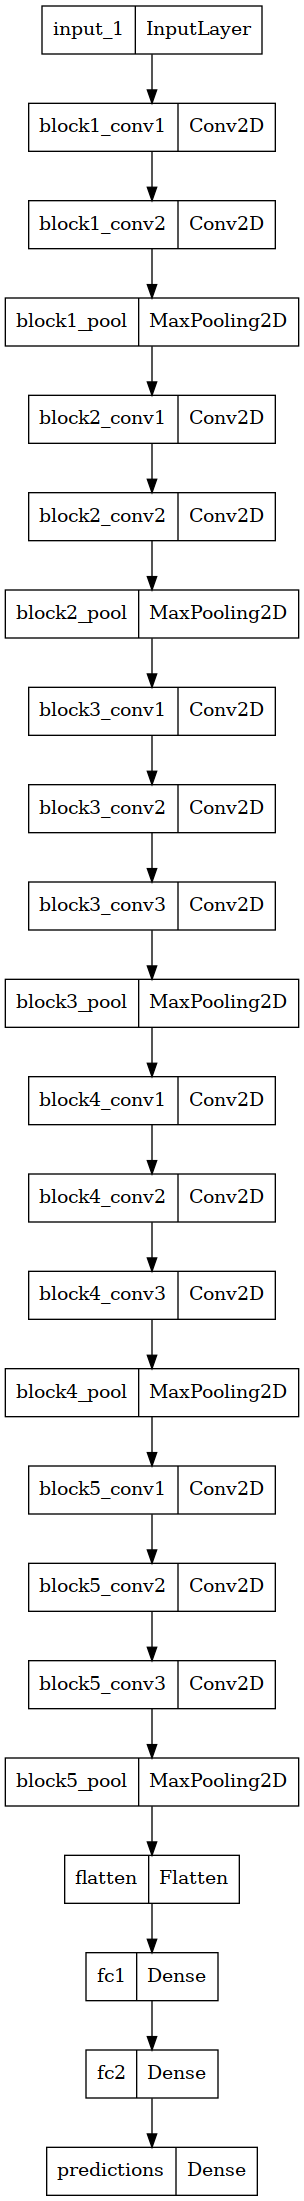 input_1 InputLayer
block1_conv1 Conv2D
block1_conv2 Conv2D
block1_pool MaxPooling2D
block2_conv1 Conv2D
block2_conv2 Conv2D
block2_pool MaxPooling2D
block3_conv1 Conv2D
block3_conv2 Conv2D
block3_conv3 Conv2D
block3_pool MaxPooling2D
block4_conv1 Conv2D
block4_conv2 Conv2D
block4_conv3 Conv2D
block4_pool MaxPooling2D
block5_conv1 Conv2D
block5_conv2 Conv2D
block5_conv3 Conv2D
block5_pool MaxPooling2D
flatten Flatten
fc1 Dense
fc2 Dense
predictions Dense